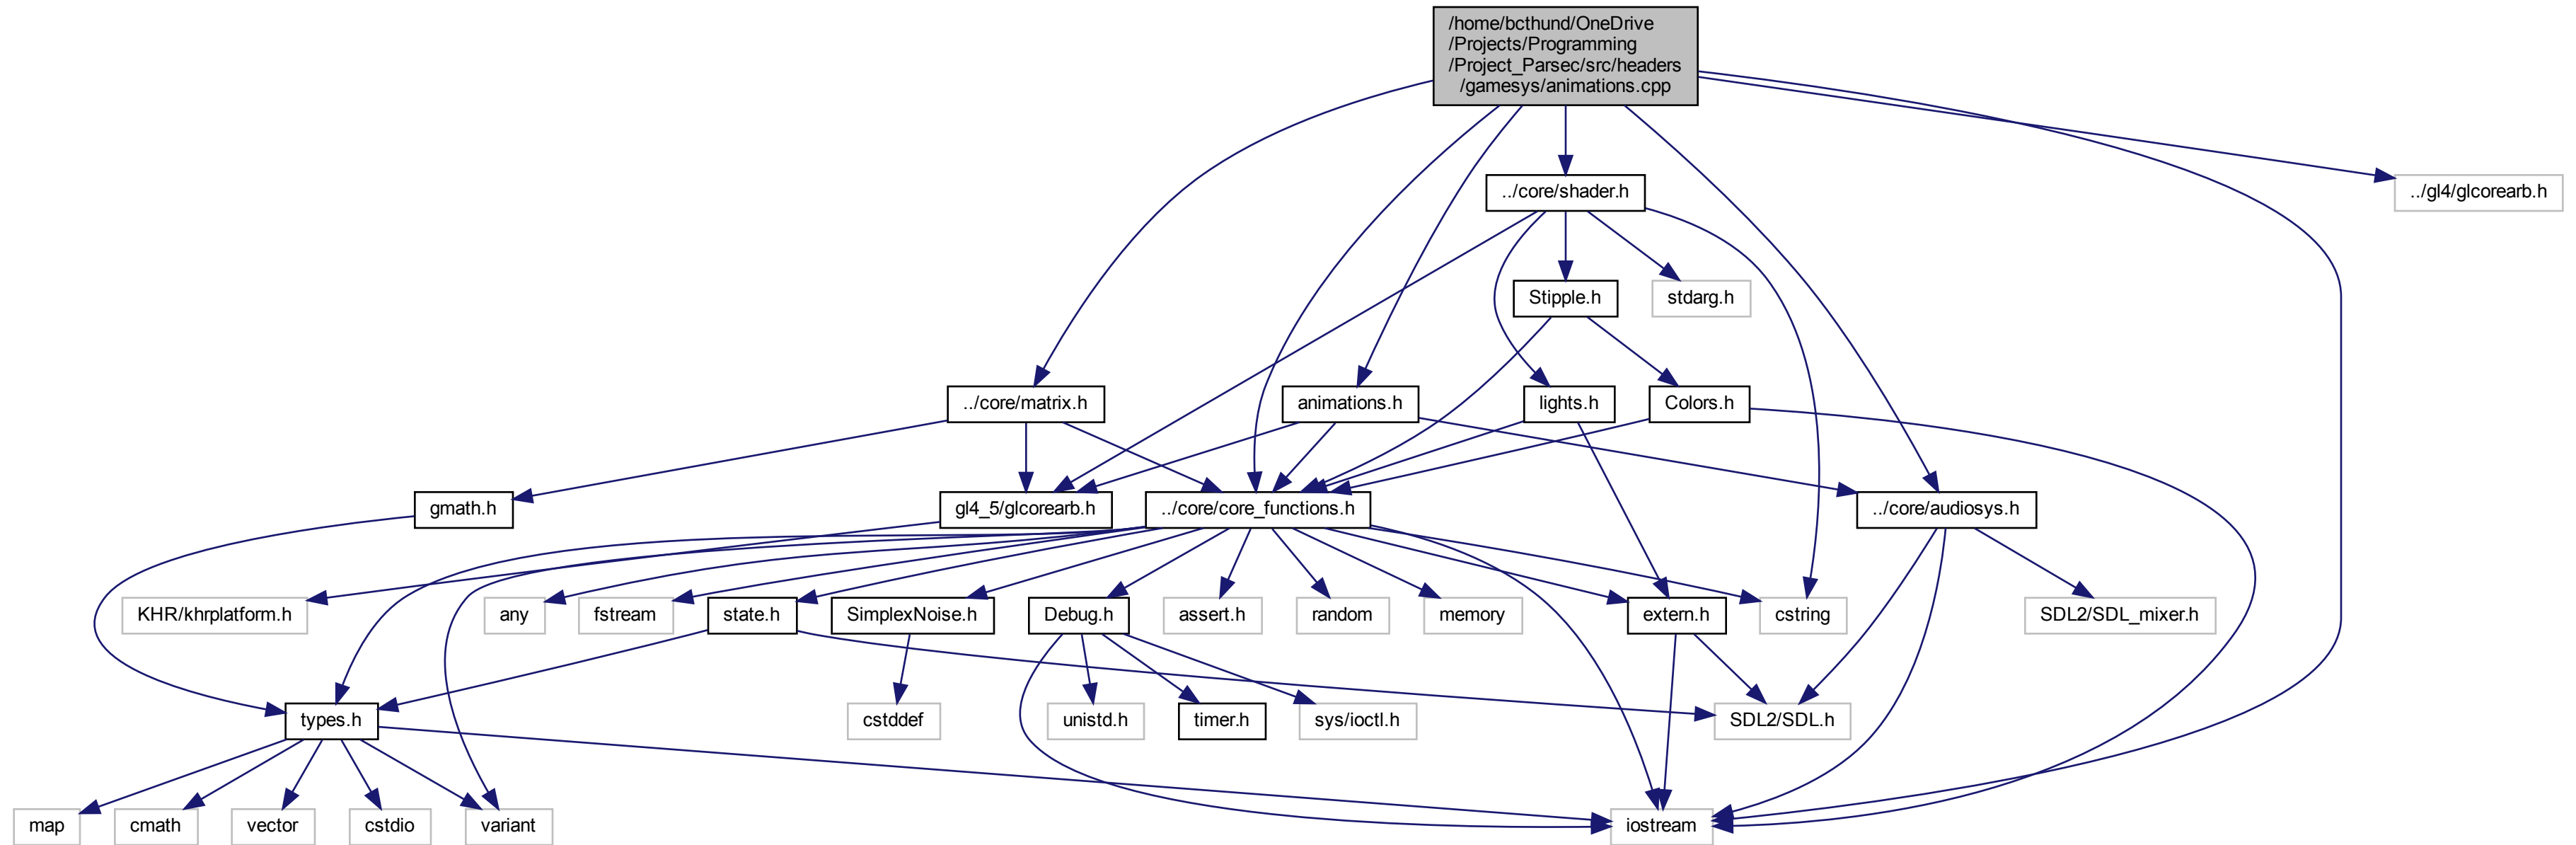 /home/bcthund/OneDrive
/Projects/Programming
/Project_Parsec/src/headers
/gamesys/animations.cpp
../core/shader.h
../gl4/glcorearb.h
Stipple.h
stdarg.h
../core/matrix.h
animations.h
lights.h
Colors.h
gmath.h
gl4_5/glcorearb.h
../core/core_functions.h
../core/audiosys.h
KHR/khrplatform.h
any
fstream
state.h
SimplexNoise.h
Debug.h
assert.h
random
memory
extern.h
cstring
SDL2/SDL_mixer.h
types.h
cstddef
unistd.h
timer.h
sys/ioctl.h
SDL2/SDL.h
map
cmath
vector
cstdio
variant
iostream